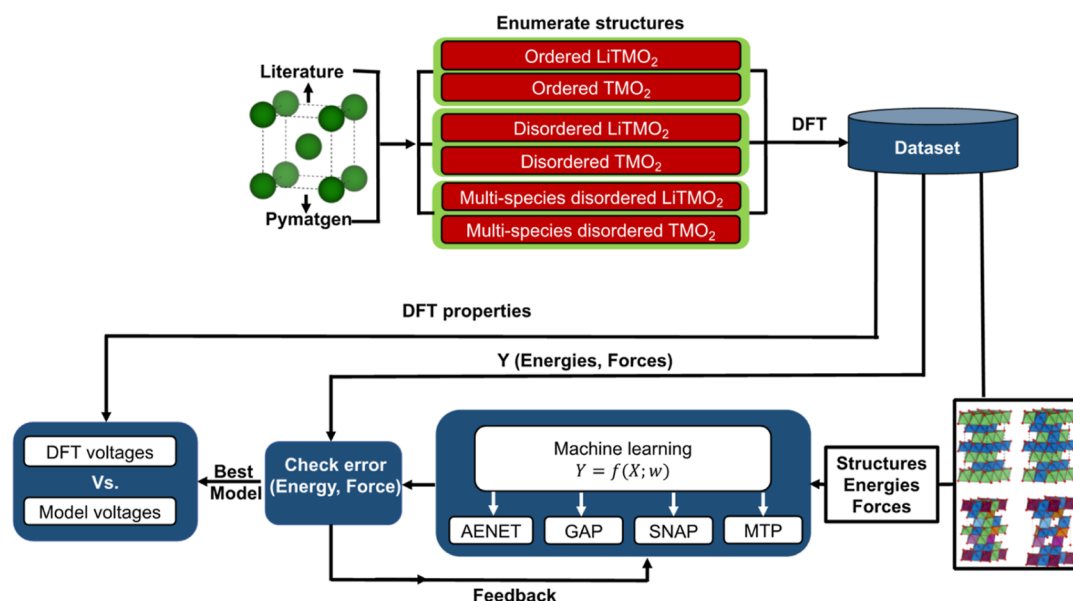 Enumerate structures
Literature
Pymatgen
Ordered LiTMO₂
Ordered TMO₂
Disordered LiTMO₂
Disordered TMO₂
Multi-species disordered LiTMO₂
Multi-species disordered TMO₂
DFT
Dataset
DFT properties
Y (Energies, Forces)
DFT voltages
Vs.
Model voltages
Best
Model
Check error
(Energy, Force)
Machine learning
Y = f(X; w)
AENET
GAP
SNAP
MTP
Structures
Energies
Forces
Feedback